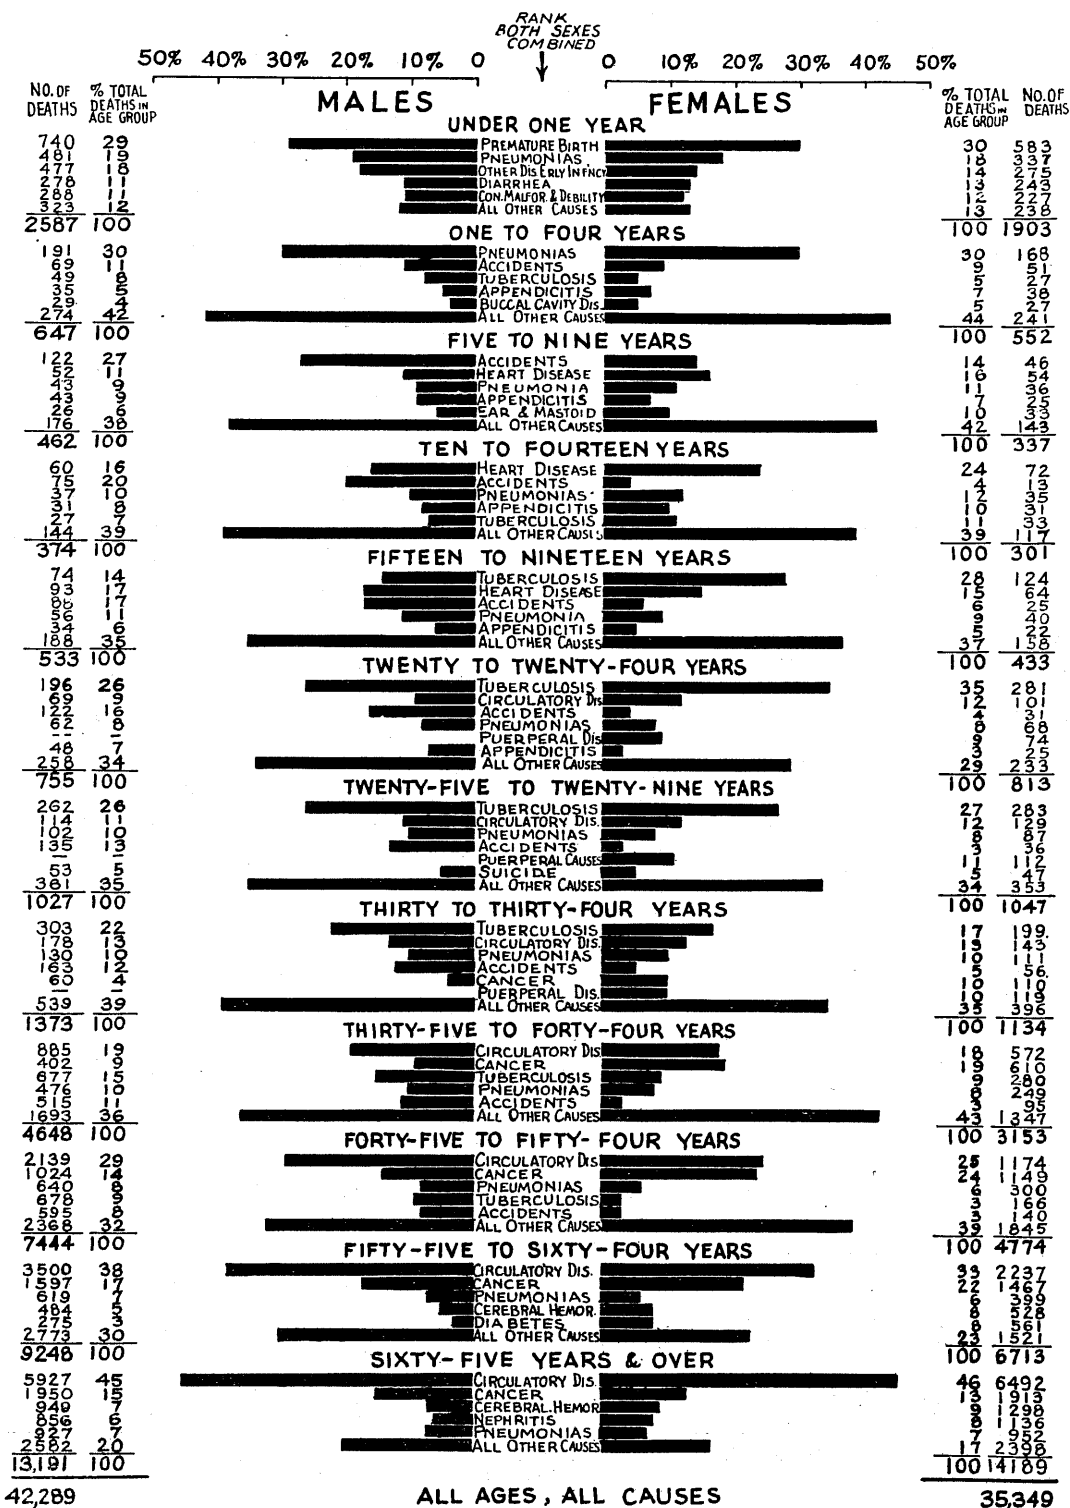 RANK
BOTH SEXES
COMBINED
50% 40% 30% 20% 10% 0 0 10% 20% 30% 40% 50%
NO. OF DEATHS % TOTAL DEATHS IN AGE GROUP MALES FEMALES % TOTAL DEATHS IN AGE GROUP NO. OF DEATHS
UNDER ONE YEAR
740 29 PREMATURE BIRTH 30 583
481 19 PNEUMONIAS 18 337
477 18 OTHER DIS ERLY INFNCY 14 275
278 11 DIARRHEA 13 243
288 11 CON. MALFOR. & DEBILITY 12 227
323 12 ALL OTHER CAUSES 13 238
2587 100 100 1903
ONE TO FOUR YEARS
191 30 PNEUMONIAS 30 168
69 11 ACCIDENTS 9 51
49 8 TUBERCULOSIS 5 27
35 5 APPENDICITIS 7 38
29 4 BUCCAL CAVITY DIS. 5 27
274 42 ALL OTHER CAUSES 44 241
647 100 100 552
FIVE TO NINE YEARS
122 27 ACCIDENTS 14 46
52 11 HEART DISEASE 16 54
43 9 PNEUMONIA 11 36
43 9 APPENDICITIS 7 25
26 6 EAR & MASTOID 10 33
176 38 ALL OTHER CAUSES 42 143
462 100 100 337
TEN TO FOURTEEN YEARS
60 16 HEART DISEASE 24 72
75 20 ACCIDENTS 4 13
37 10 PNEUMONIAS 12 35
31 8 APPENDICITIS 10 31
27 7 TUBERCULOSIS 11 33
144 39 ALL OTHER CAUSES 39 117
374 100 100 301
FIFTEEN TO NINETEEN YEARS
74 14 TUBERCULOSIS 28 124
93 17 HEART DISEASE 15 64
88 17 ACCIDENTS 6 25
56 11 PNEUMONIA 9 40
34 6 APPENDICITIS 5 22
188 35 ALL OTHER CAUSES 37 158
533 100 100 433
TWENTY TO TWENTY-FOUR YEARS
196 26 TUBERCULOSIS 35 281
69 9 CIRCULATORY DIS 12 101
122 16 ACCIDENTS 4 31
62 8 PNEUMONIAS 8 68
-- -- PUERPERAL DIS 9 74
48 7 APPENDICITIS 3 25
258 34 ALL OTHER CAUSES 29 233
755 100 100 813
TWENTY-FIVE TO TWENTY-NINE YEARS
262 26 TUBERCULOSIS 27 283
114 11 CIRCULATORY DIS. 12 129
102 10 PNEUMONIAS 8 87
135 13 ACCIDENTS 3 36
– – PUERPERAL CAUSES 11 112
53 5 SUICIDE 5 47
361 35 ALL OTHER CAUSES 34 353
1027 100 100 1047
THIRTY TO THIRTY-FOUR YEARS
303 22 TUBERCULOSIS 17 199.
178 13 CIRCULATORY DIS. 13 143
130 10 PNEUMONIAS 10 111
163 12 ACCIDENTS 5 56.
60 4 CANCER 10 110
– – PUERPERAL DIS. 10 119
539 39 ALL OTHER CAUSES 35 396
1373 100 100 1134
THIRTY-FIVE TO FORTY-FOUR YEARS
885 19 CIRCULATORY DIS 18 572
402 9 CANCER 19 610
677 15 TUBERCULOSIS 9 280
476 10 PNEUMONIAS 8 249
515 11 ACCIDENTS 3 95
1693 36 ALL OTHER CAUSES 43 1347
4648 100 100 3153
FORTY-FIVE TO FIFTY-FOUR YEARS
2139 29 CIRCULATORY DIS 25 1174
1024 14 CANCER 24 1149
640 8 PNEUMONIAS 6 300
678 9 TUBERCULOSIS 3 166
595 8 ACCIDENTS 3 140
2368 32 ALL OTHER CAUSES 39 1845
7444 100 100 4774
FIFTY-FIVE TO SIXTY-FOUR YEARS
3500 38 CIRCULATORY DIS. 33 2237
1597 17 CANCER 22 1467
619 7 PNEUMONIAS 6 399
484 5 CEREBRAL HEMOR. 8 528
275 3 DIABETES 8 561
2773 30 ALL OTHER CAUSES 23 1521
9248 100 100 6713
SIXTY-FIVE YEARS & OVER
5927 45 CIRCULATORY DIS. 46 6492
1950 15 CANCER 13 1913
949 7 CEREBRAL. HEMOR 9 1298
856 6 NEPHRITIS 8 1136
927 7 PNEUMONIAS 7 952
2582 20 ALL OTHER CAUSES 17 2398
13,191 100 100 14189
42,289 ALL AGES, ALL CAUSES 35,349